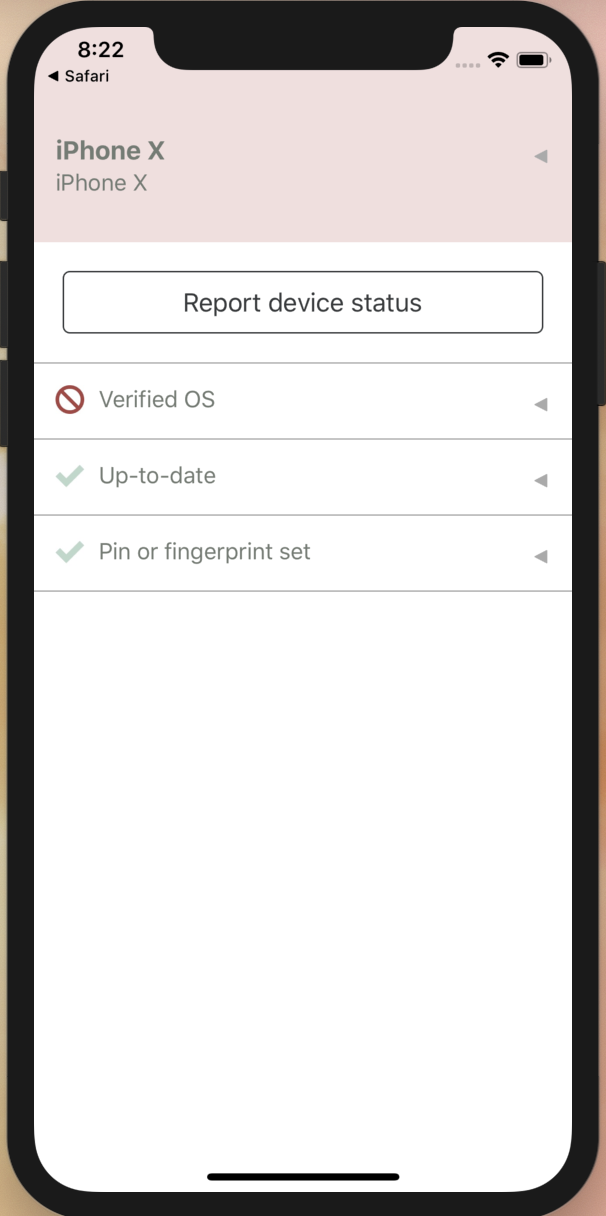 8:22
◀ Safari
iPhone X
iPhone X
Report device status
Verified OS
Up-to-date
Pin or fingerprint set